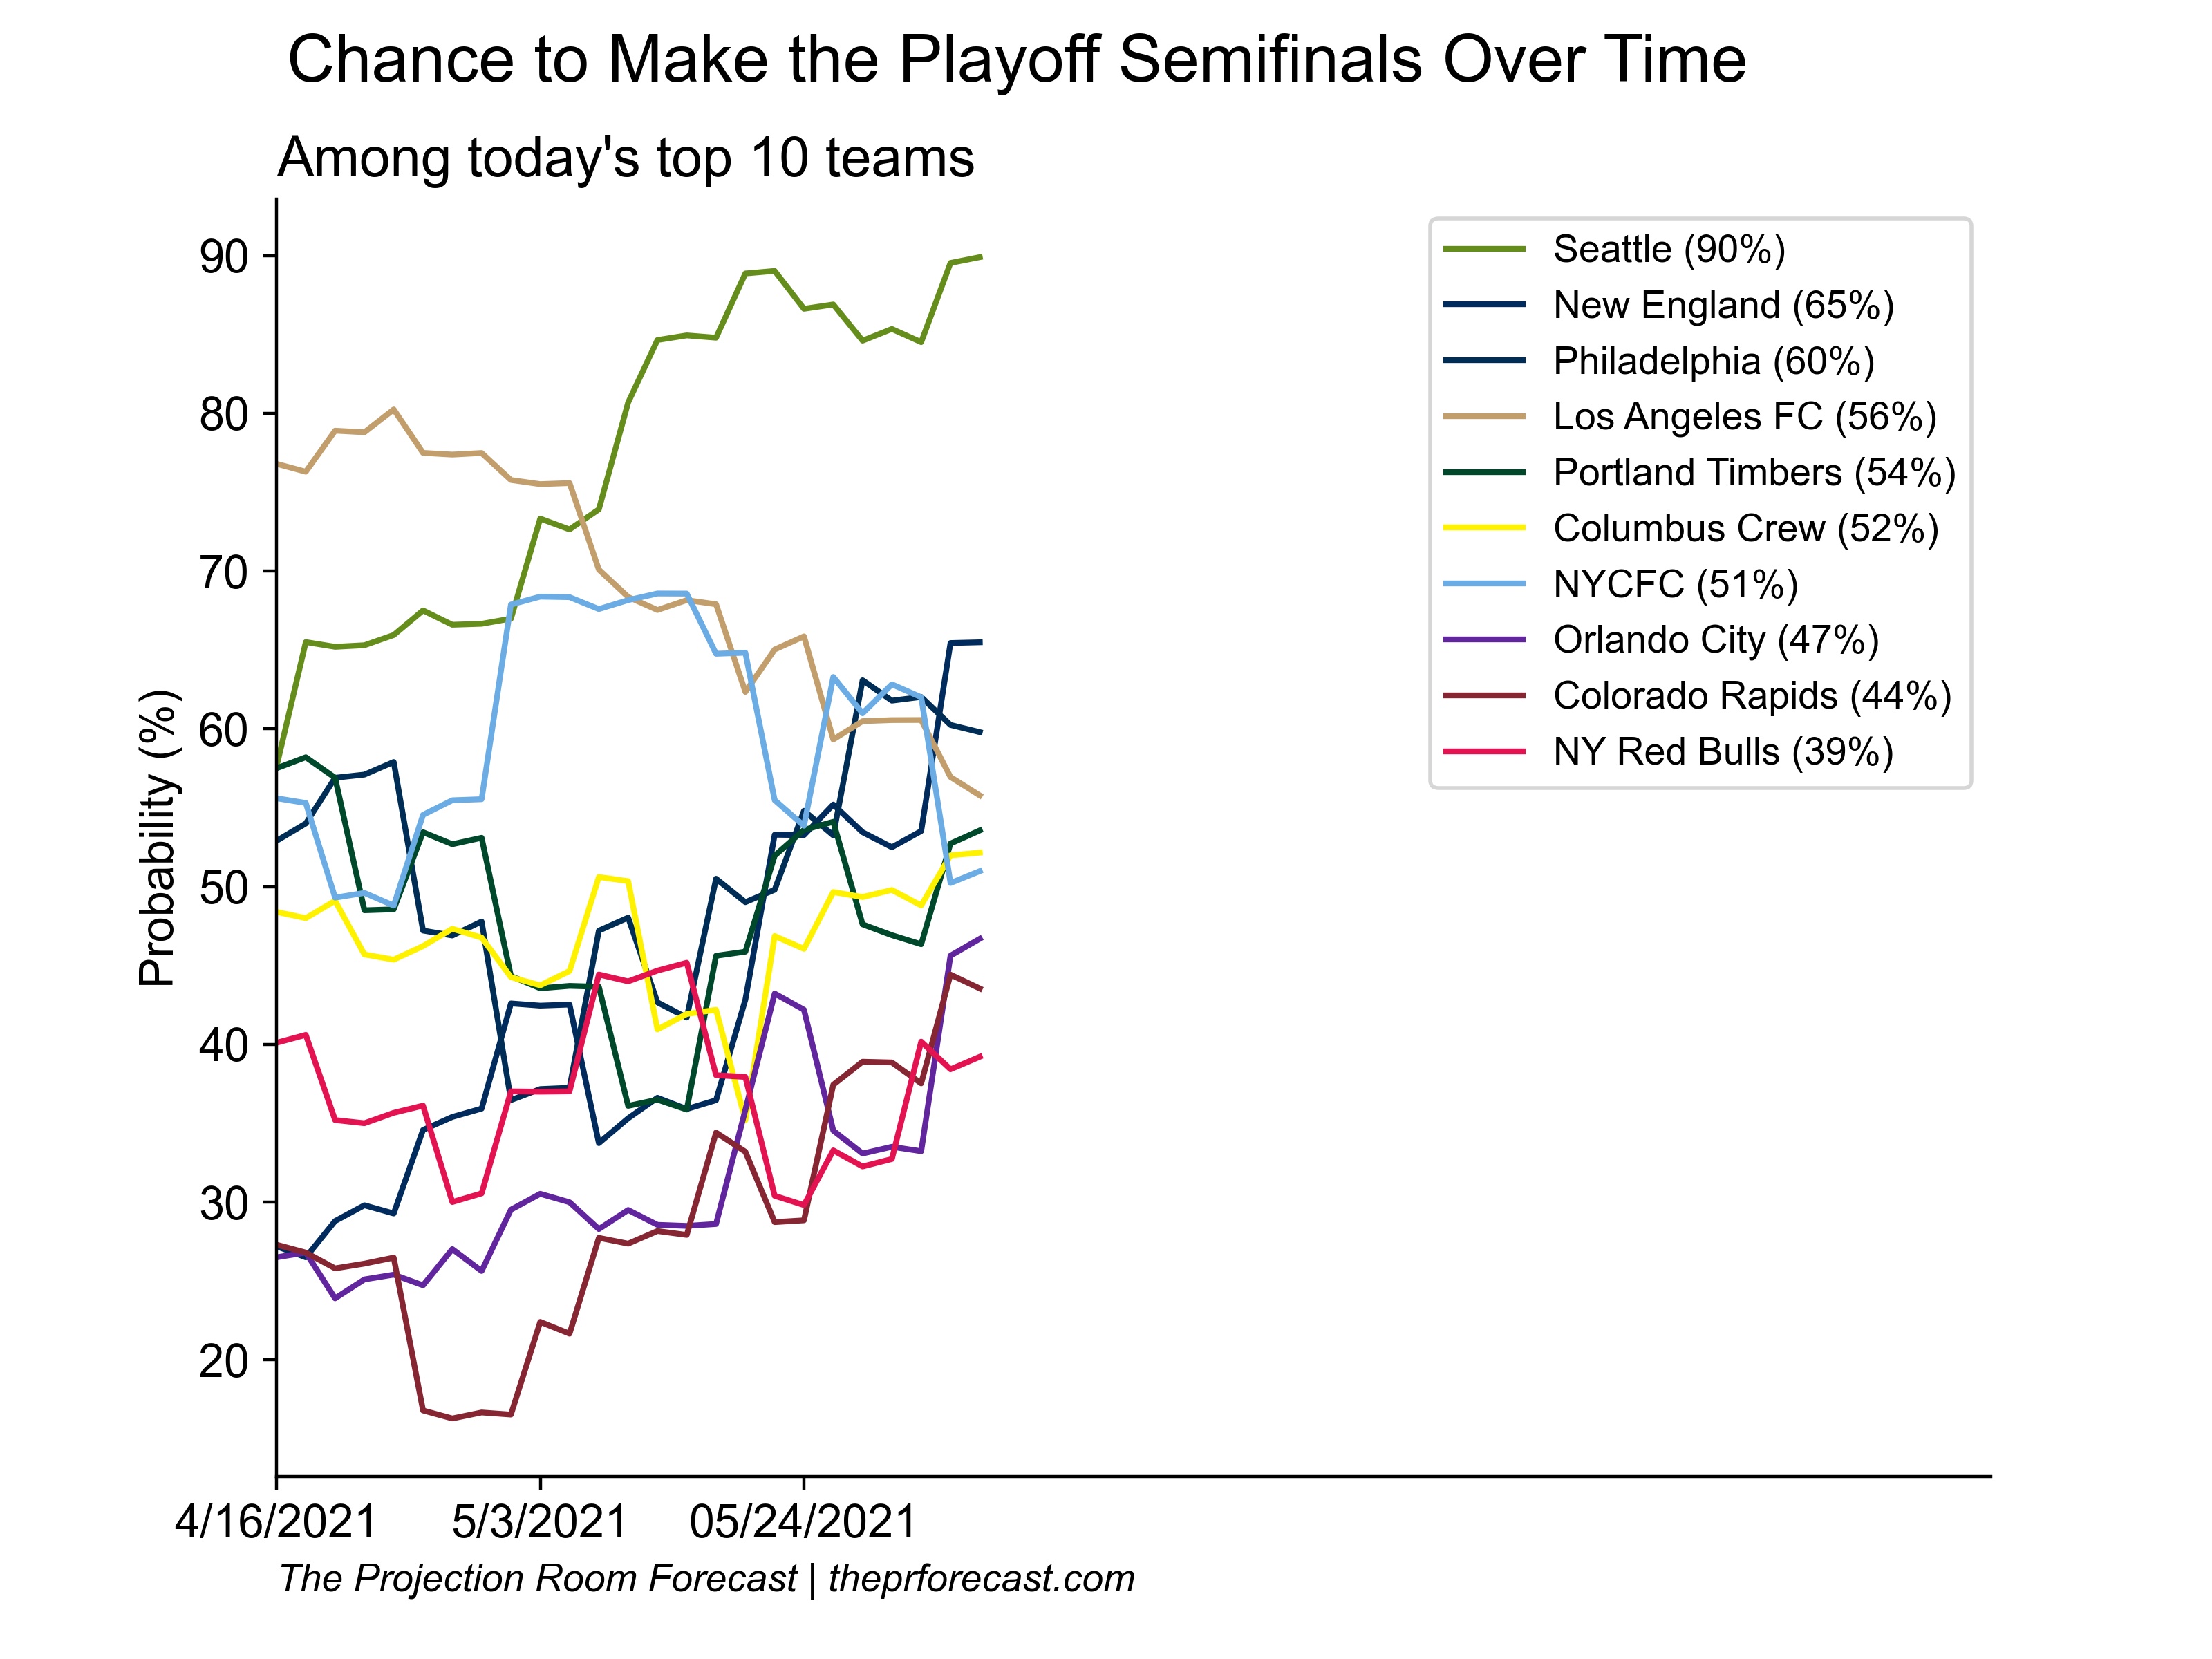 Chance to Make the Playoff Semifinals Over Time
Among today's top 10 teams
90
80
70
60
50
40
30
20
Probability (%)
4/16/2021 5/3/2021 05/24/2021
The Projection Room Forecast | theprforecast.com
Seattle (90%)
New England (65%)
Philadelphia (60%)
Los Angeles FC (56%)
Portland Timbers (54%)
Columbus Crew (52%)
NYCFC (51%)
Orlando City (47%)
Colorado Rapids (44%)
NY Red Bulls (39%)